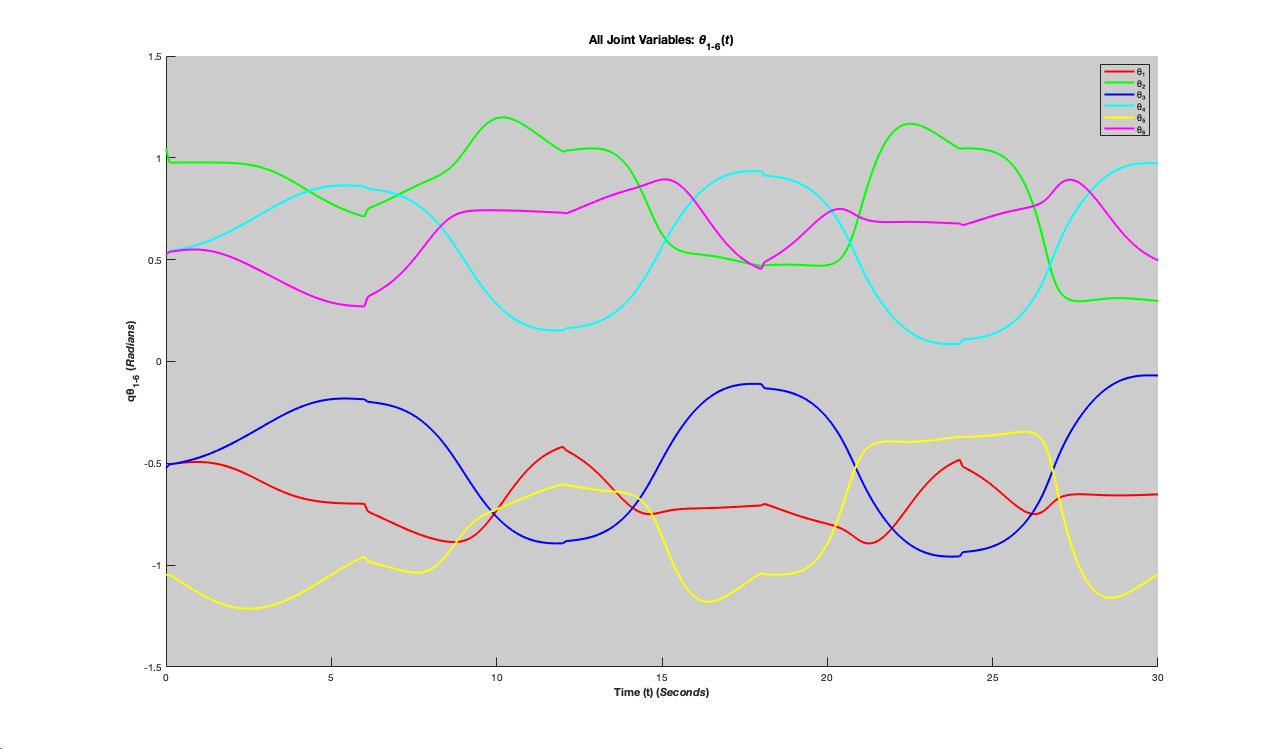 All Joint Variables: θ1-6(t)
1.5
1
0.5
0
-0.5
-1
-1.5
qθ1-6 (Radians)
θ1
θ2
θ3
θ4
θ5
θ6
0 5 10 15 20 25 30
Time (t) (Seconds)